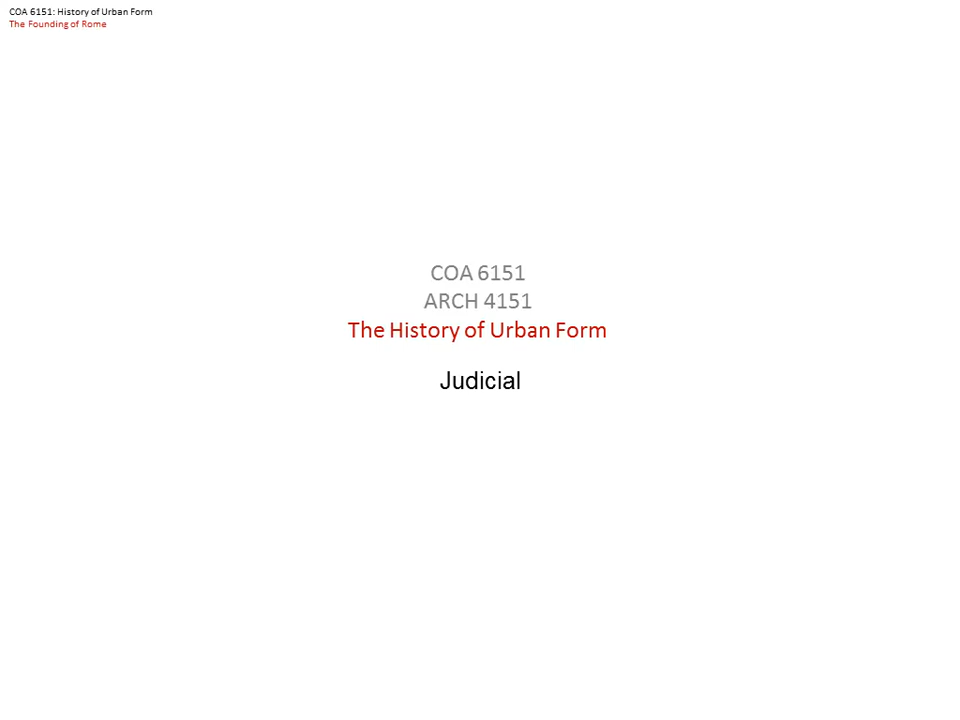 COA 6151: History of Urban Form
The Founding of Rome
COA 6151
ARCH 4151
The History of Urban Form
Judicial